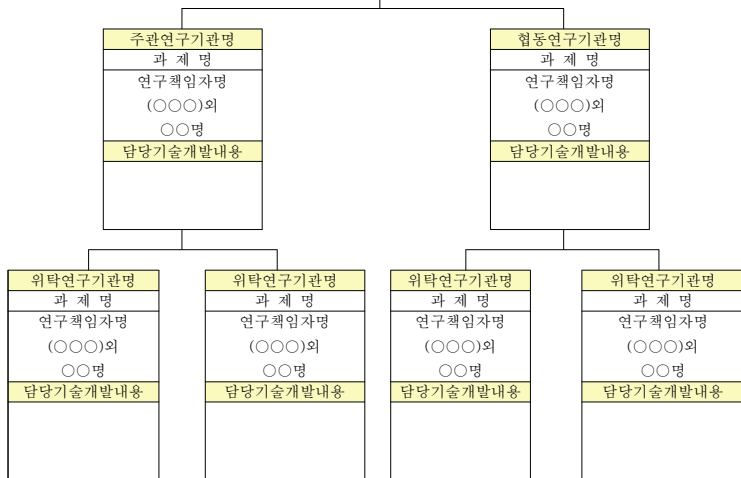 주관연구기관명
과 제 명
연구책임자명
(○○○)외
○○명
담당기술개발내용
협동연구기관명
과 제 명
연구책임자명
(○○○)외
○○명
담당기술개발내용
위탁연구기관명
과 제 명
연구책임자명
(○○○)외
○○명
담당기술개발내용
위탁연구기관명
과 제 명
연구책임자명
(○○○)외
○○명
담당기술개발내용
위탁연구기관명
과 제 명
연구책임자명
(○○○)외
○○명
담당기술개발내용
위탁연구기관명
과 제 명
연구책임자명
(○○○)외
○○명
담당기술개발내용